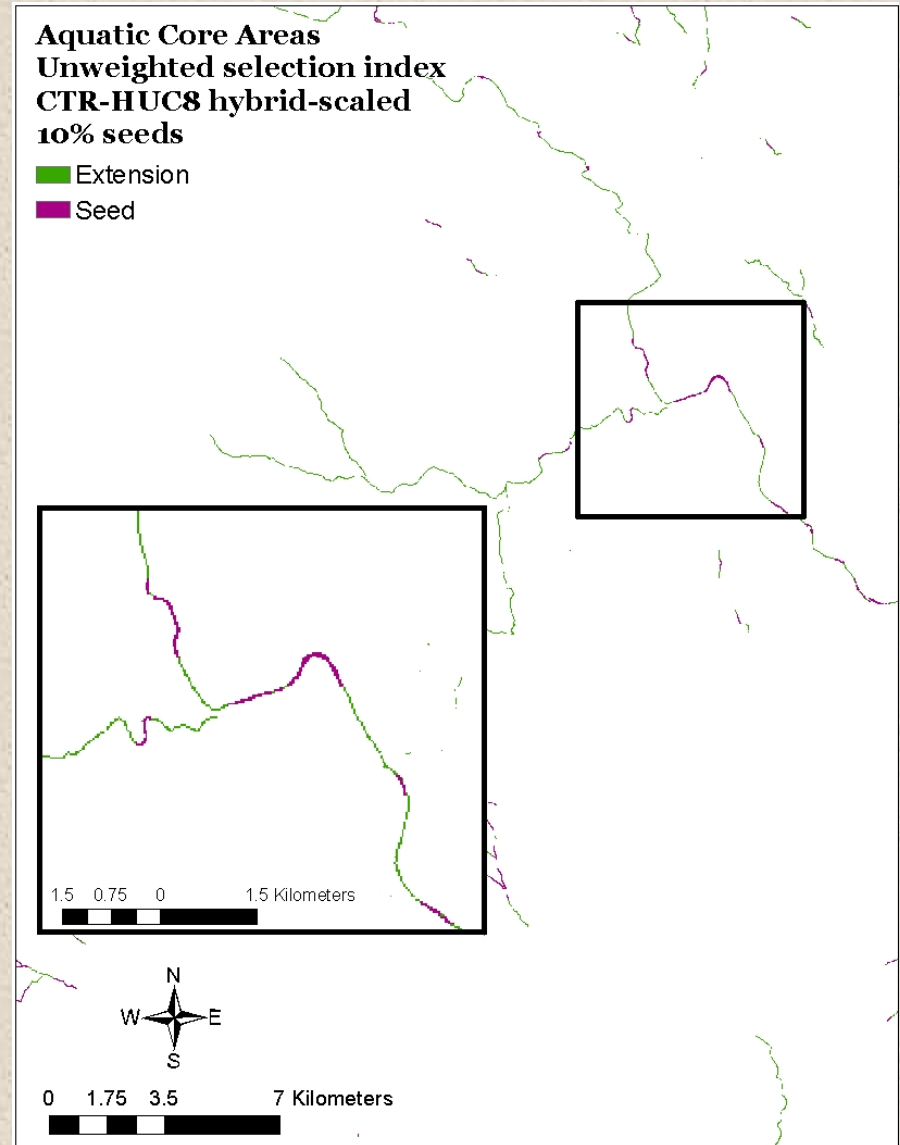 Aquatic Core Areas
Unweighted selection index
CTR-HUC8 hybrid-scaled
10% seeds
Extension
Seed
1.5 0.75 0 1.5 Kilometers
N
W E
S
0 1.75 3.5 7 Kilometers